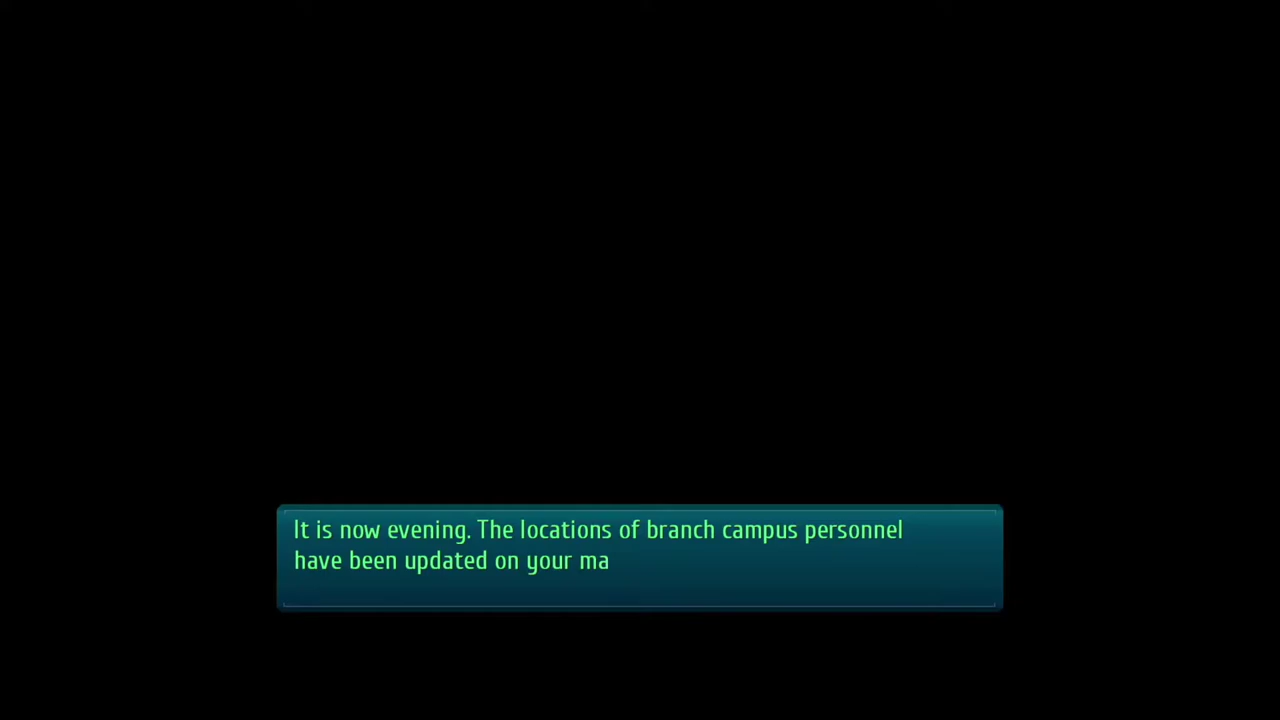 It is now evening. The locations of branch campus personnel
have been updated on your ma